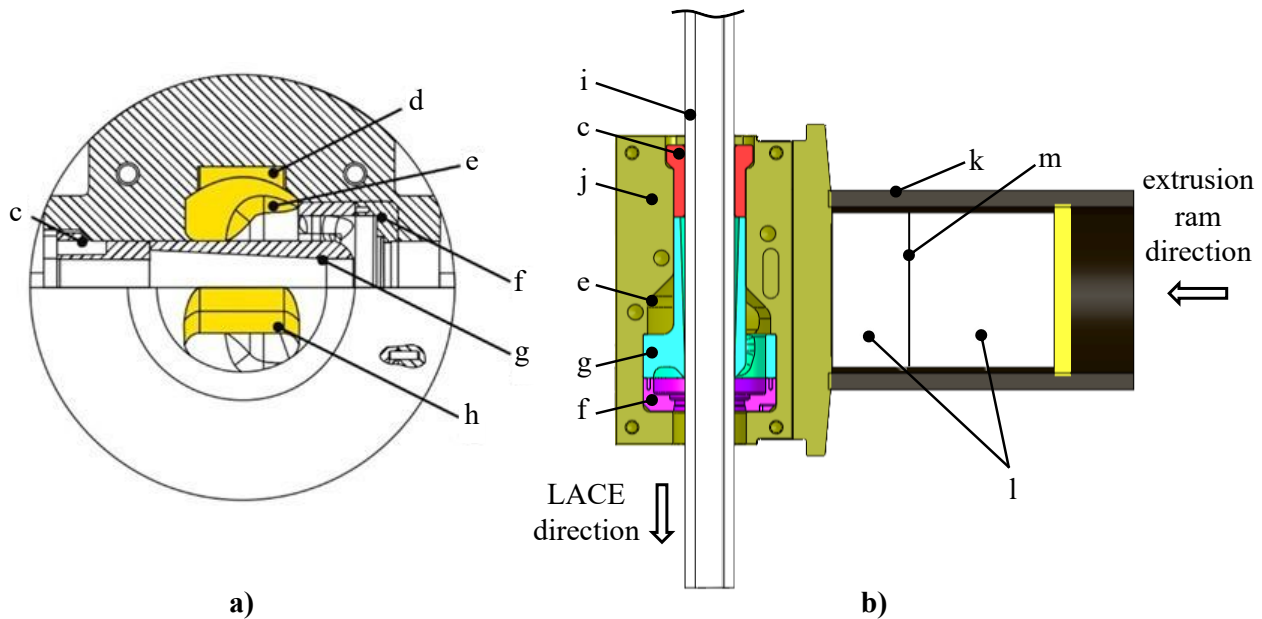 d
e
c
f
g
h
a)
i
c
j
e
g
f
k
m
l
extrusion
ram
direction
LACE
direction
b)